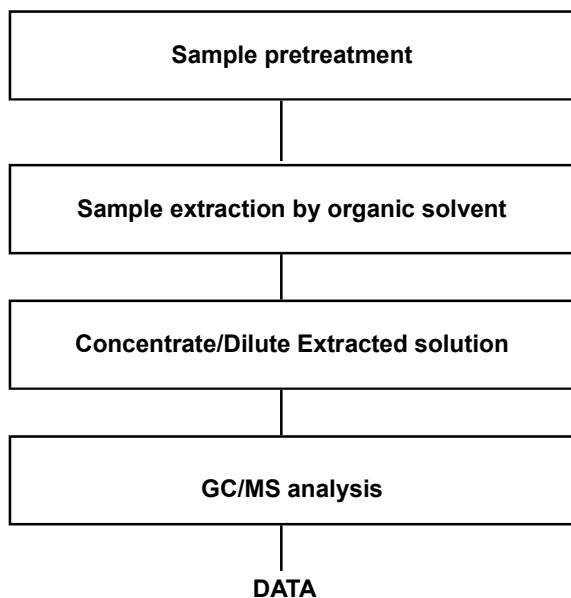 Sample pretreatment
Sample extraction by organic solvent
Concentrate/Dilute Extracted solution
GC/MS analysis
DATA